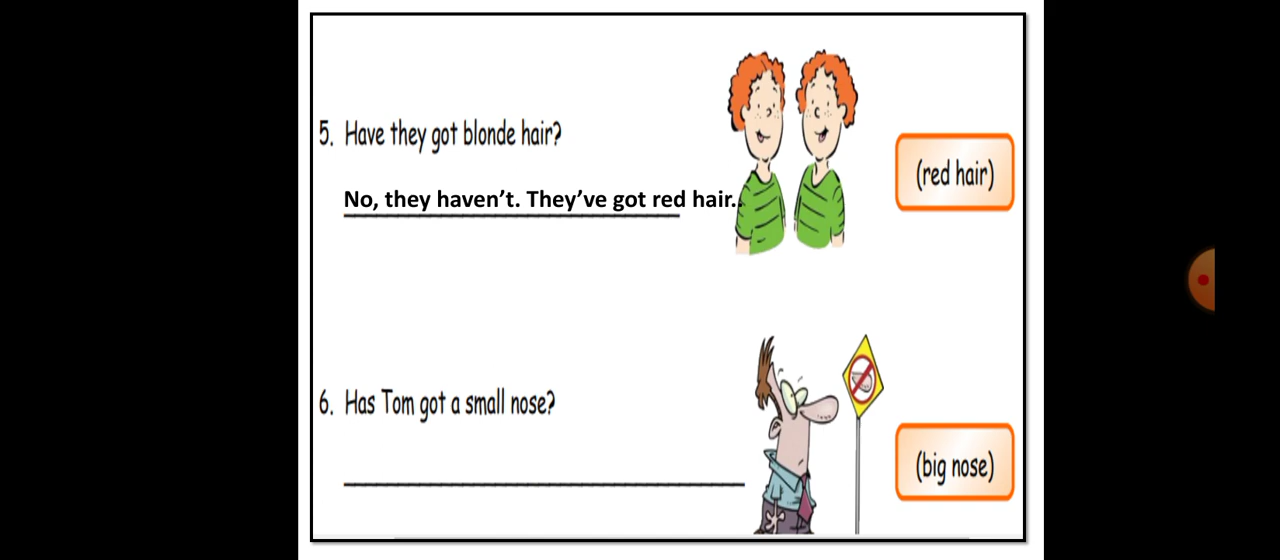 5. Have they got blonde hair?
(red hair)
No, they haven’t. They’ve got red hair..
6. Has Tom got a small nose?
(big nose)